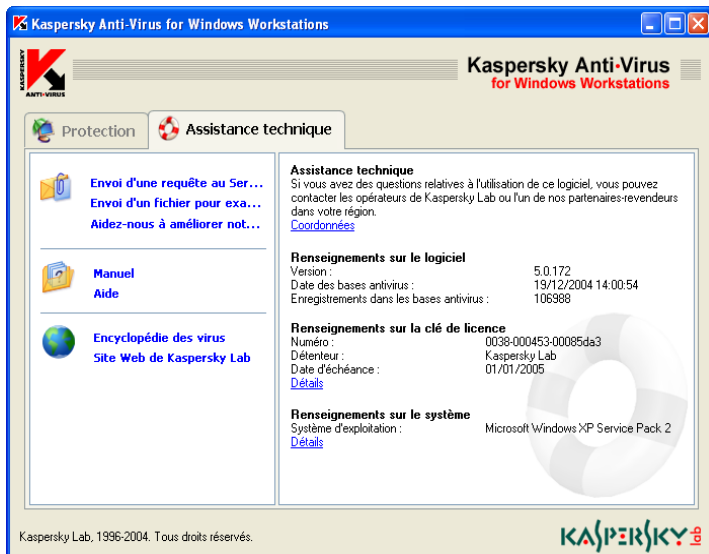 Kaspersky Anti-Virus for Windows Workstations
KASPERSKY
ANTI-VIRUS
Kaspersky Anti-Virus
for Windows Workstations
Protection
Assistance technique
Envoi d'une requête au Ser...
Envoi d'un fichier pour exa...
Aidez-nous à améliorer not...
Manuel
Aide
Encyclopédie des virus
Site Web de Kaspersky Lab
Assistance technique
Si vous avez des questions relatives à l'utilisation de ce logiciel, vous pouvez
contacter les opérateurs de Kaspersky Lab ou l'un de nos partenaires-revendeurs
dans votre région.
Coordonnées
Renseignements sur le logiciel
Version : 5.0.172
Date des bases antivirus : 19/12/2004 14:00:54
Enregistrements dans les bases antivirus : 106988
Renseignements sur la clé de licence
Numéro : 0038-000453-00085da3
Détenteur : Kaspersky Lab
Date d'échéance : 01/01/2005
Détails
Renseignements sur le système
Système d'exploitation : Microsoft Windows XP Service Pack 2
Détails
Kaspersky Lab, 1996-2004. Tous droits réservés.
KASPERSKY lab